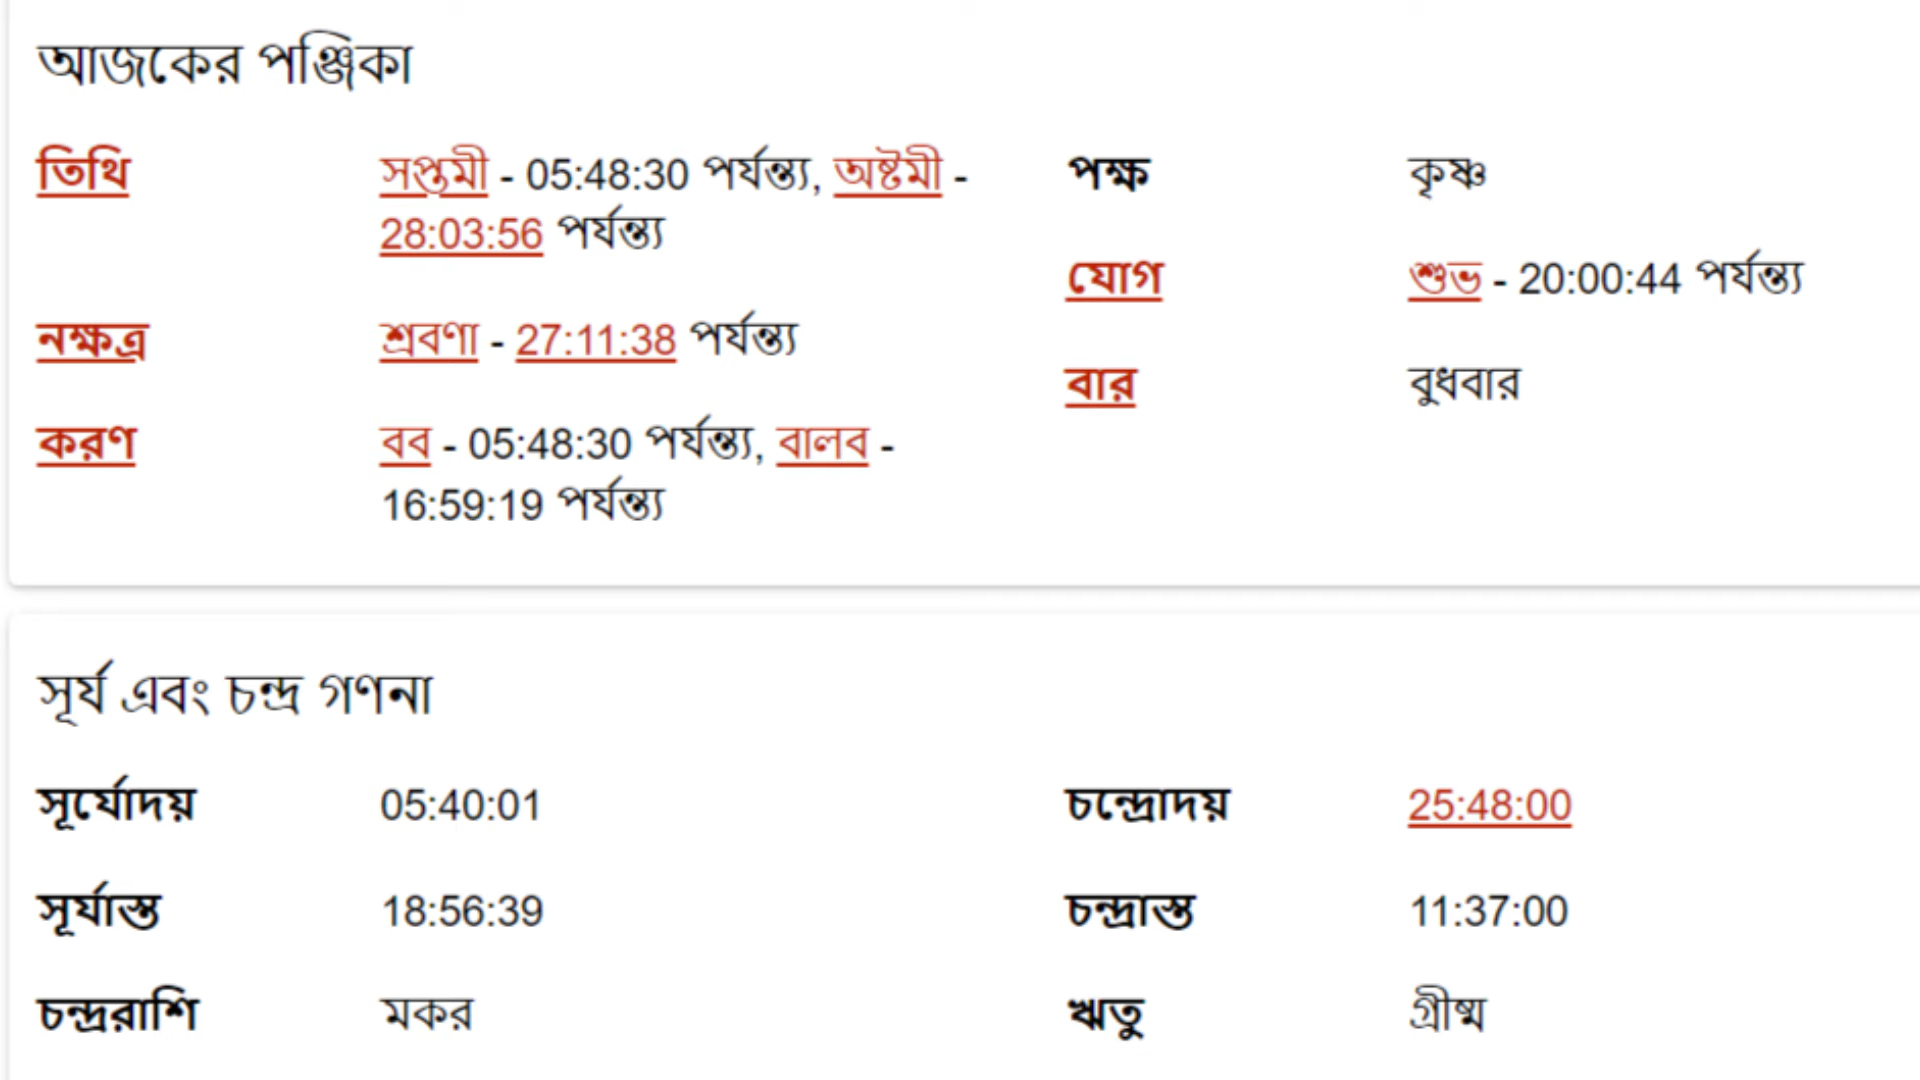 আজকের পঞ্জিকা
তিথি সপ্তমী - 05:48:30 পর্যন্ত্য, অষ্টমী -
28:03:56 পর্যন্ত্য
নক্ষত্র শ্রবণা - 27:11:38 পর্যন্ত্য
করণ বব - 05:48:30 পর্যন্ত্য, বালব -
16:59:19 পর্যন্ত্য
পক্ষ কৃষ্ণ
যোগ শুভ - 20:00:44 পর্যন্ত্য
বার বুধবার
সূর্য এবং চন্দ্র গণনা
সূর্যোদয় 05:40:01
সূর্যাস্ত 18:56:39
চন্দ্ররাশি মকর
চন্দ্রোদয় 25:48:00
চন্দ্রাস্ত 11:37:00
ঋতু গ্রীষ্ম